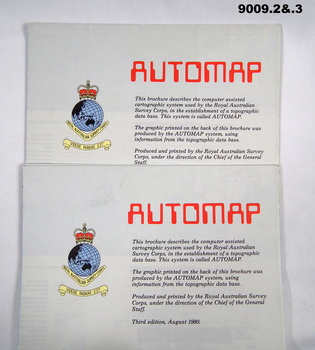 9009.2&.3
AUTOMAP
This brochure describes the computer assisted
cartographic system used by the Royal Australian
Survey Corps, in the establishment of a topographic
data base. This system is called AUTOMAP.
The graphic printed on the back of this brochure was
produced by the AUTOMAP system, using
information from the topographic data base.
Produced and printed by the Royal Australian Survey
Corps, under the direction of the Chief of the General
Staff.
AUTOMAP
This brochure describes the computer assisted
cartographic system used by the Royal Australian
Survey Corps, in the establishment of a topographic
data base. This system is called AUTOMAP.
The graphic printed on the back of this brochure was
produced by the AUTOMAP system, using
information from the topographic data base.
Produced and printed by the Royal Australian Survey
Corps, under the direction of the Chief of the General
Staff.
Third edition, August 1980.